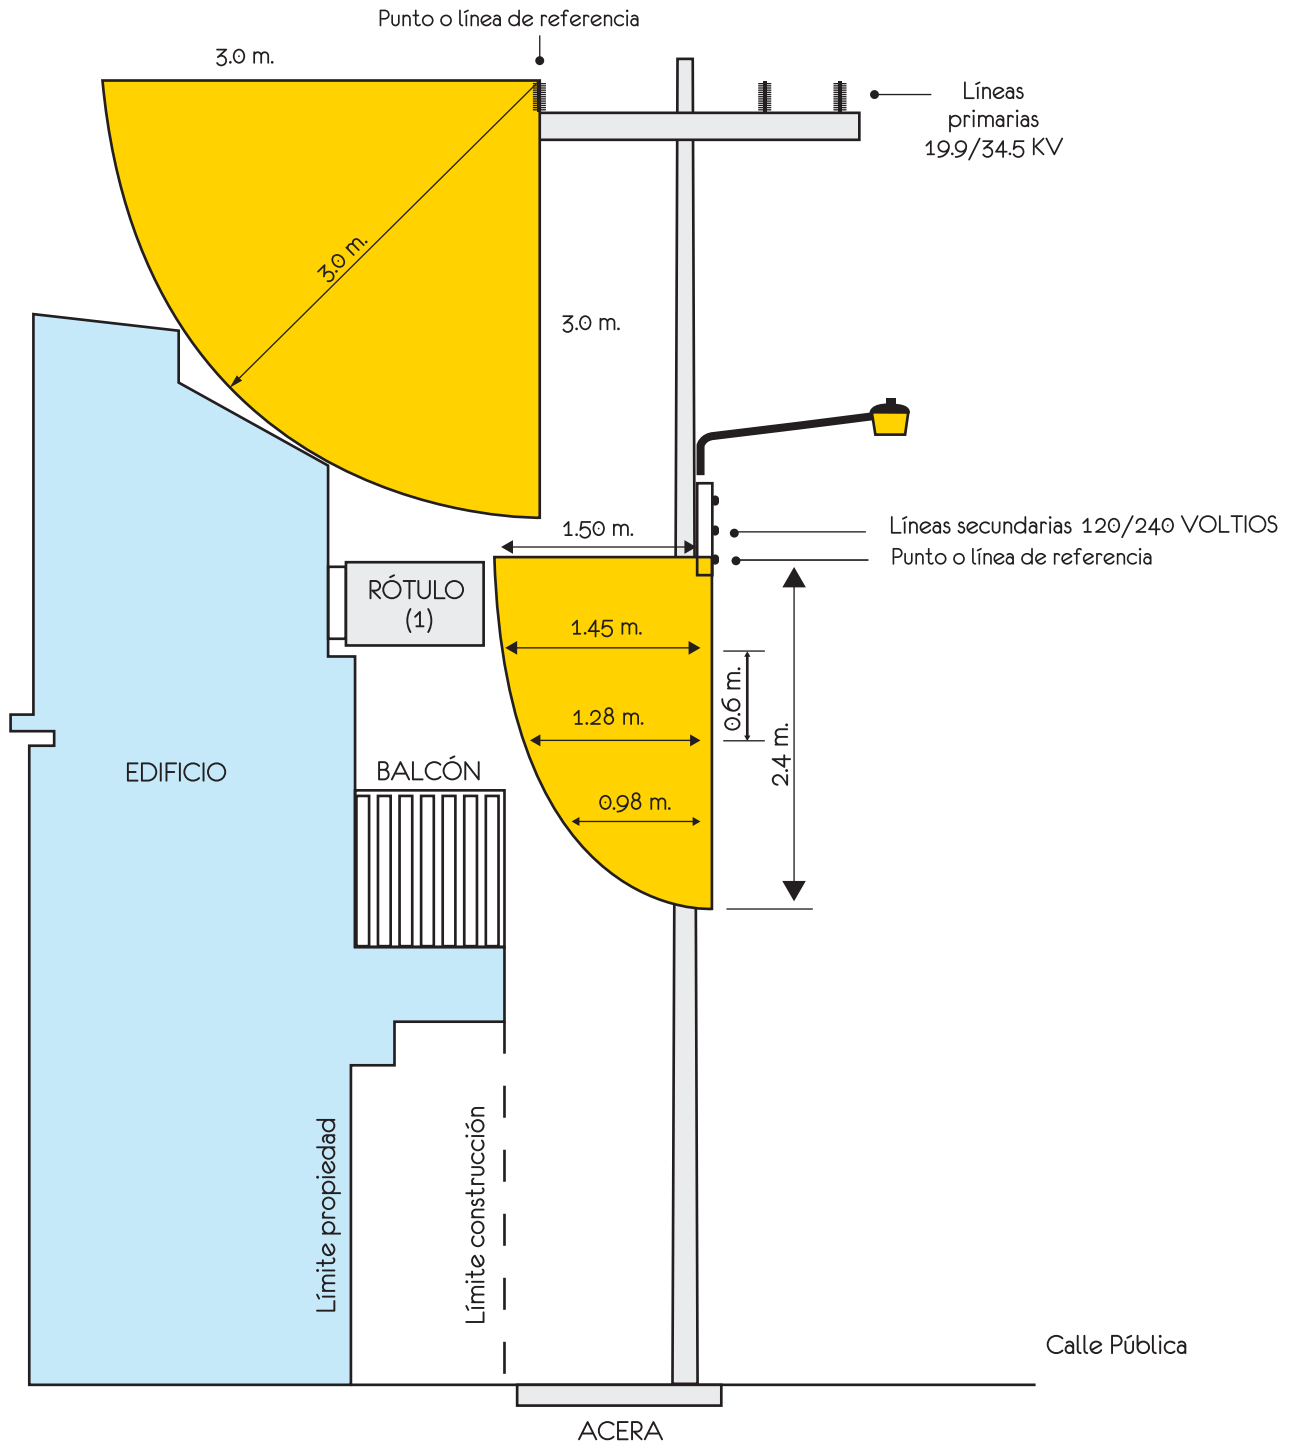 Punto o línea de referencia
3.0 m.
Líneas
primarias
19.9/34.5 KV
3.0 m.
3.0 m.
1.50 m.
Líneas secundarias 120/240 VOLTIOS
Punto o línea de referencia
RÓTULO
(1)
1.45 m.
0.6 m.
1.28 m.
2.4 m.
EDIFICIO
BALCÓN
0.98 m.
Límite propiedad
Límite construcción
Calle Pública
ACERA